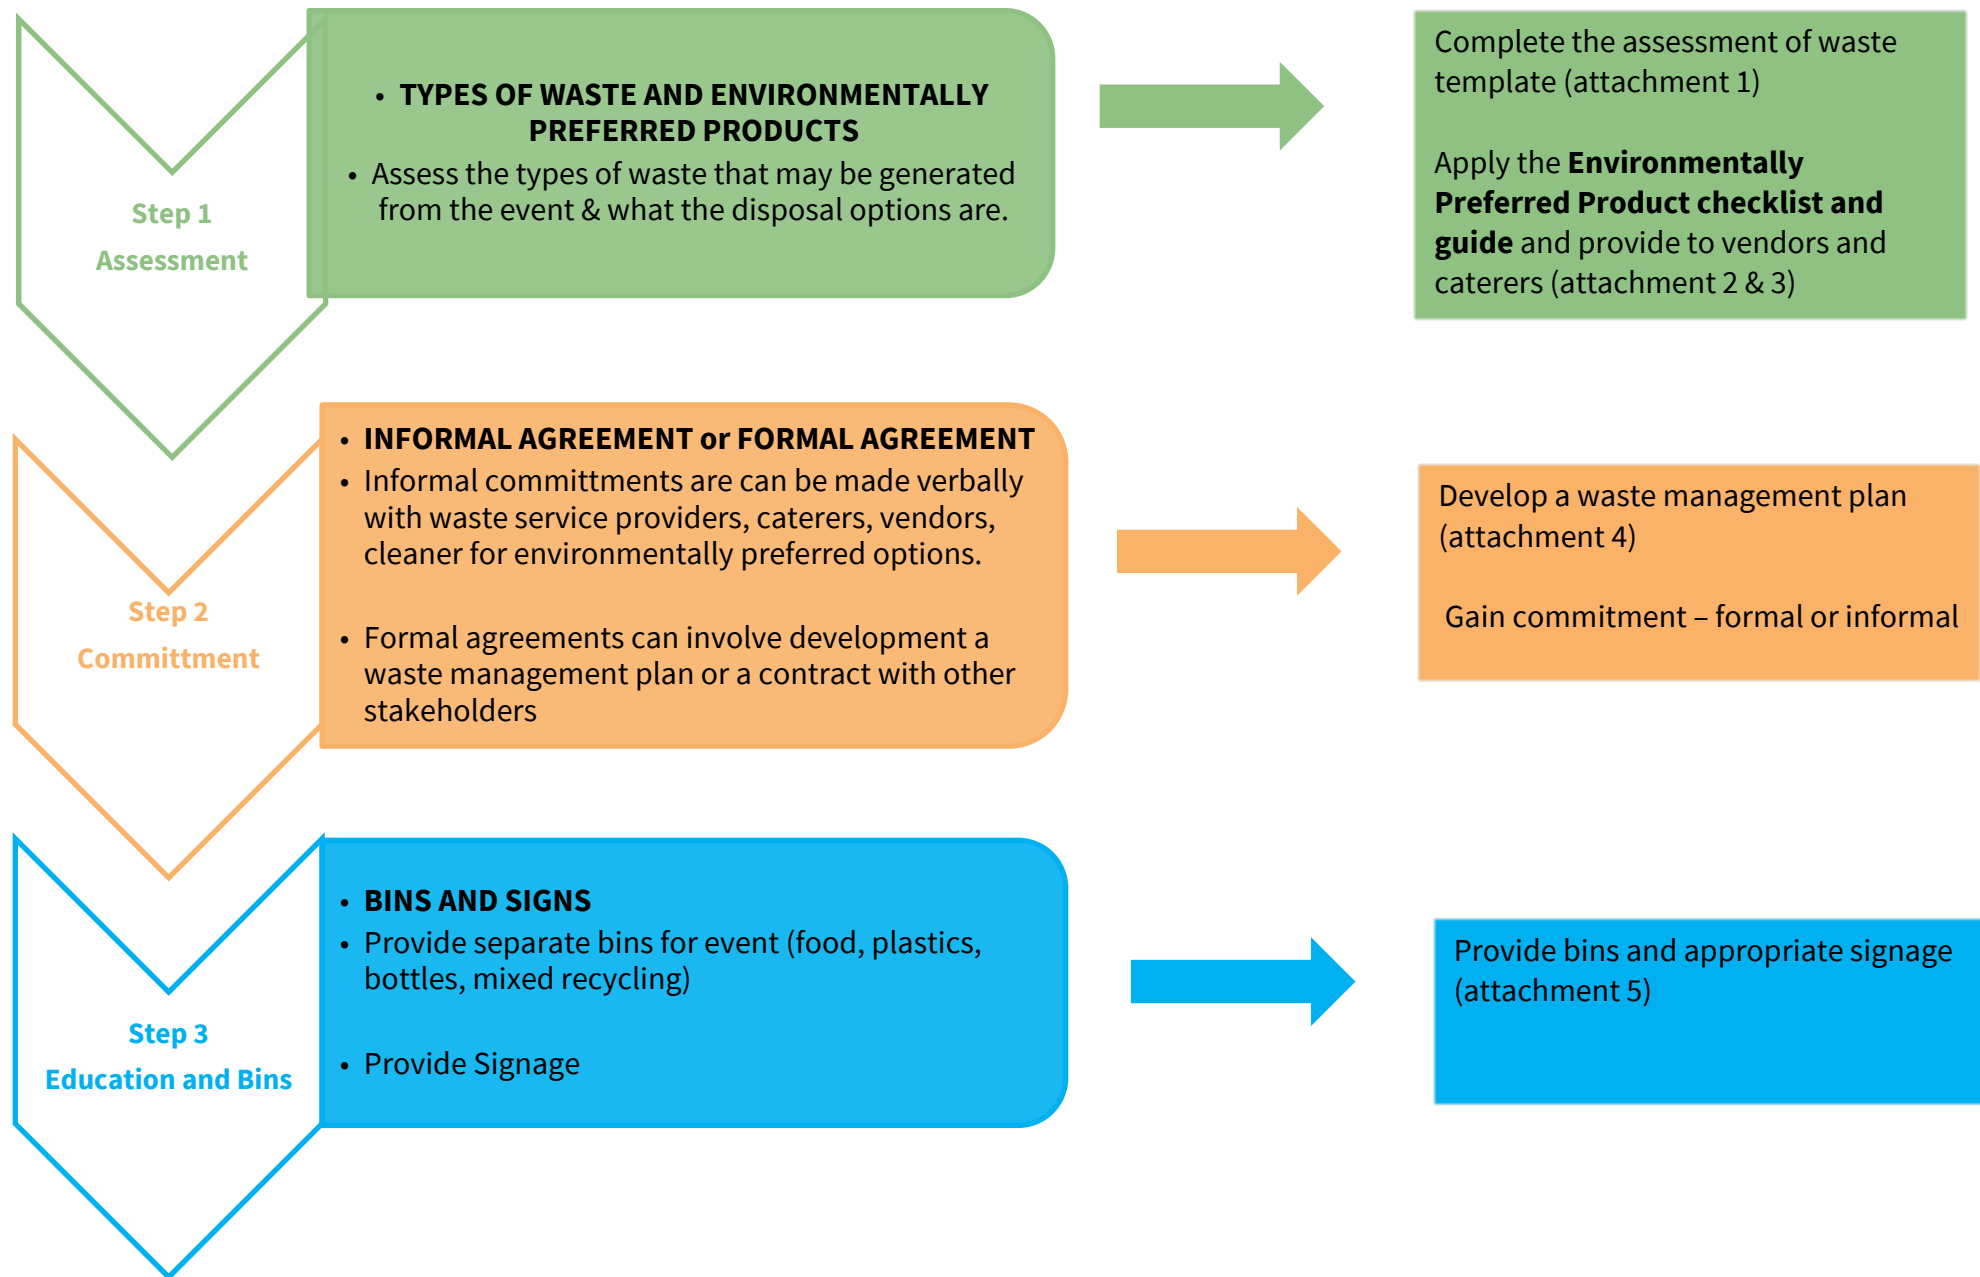 Step 1
Assessment
• TYPES OF WASTE AND ENVIRONMENTALLY
PREFERRED PRODUCTS
• Assess the types of waste that may be generated
from the event & what the disposal options are.
Complete the assessment of waste
template (attachment 1)
Apply the Environmentally
Preferred Product checklist and
guide and provide to vendors and
caterers (attachment 2 & 3)
Step 2
Committment
• INFORMAL AGREEMENT or FORMAL AGREEMENT
• Informal committments are can be made verbally
with waste service providers, caterers, vendors,
cleaner for environmentally preferred options.
• Formal agreements can involve development a
waste management plan or a contract with other
stakeholders
Develop a waste management plan
(attachment 4)
Gain commitment – formal or informal
Step 3
Education and Bins
• BINS AND SIGNS
• Provide separate bins for event (food, plastics,
bottles, mixed recycling)
• Provide Signage
Provide bins and appropriate signage
(attachment 5)